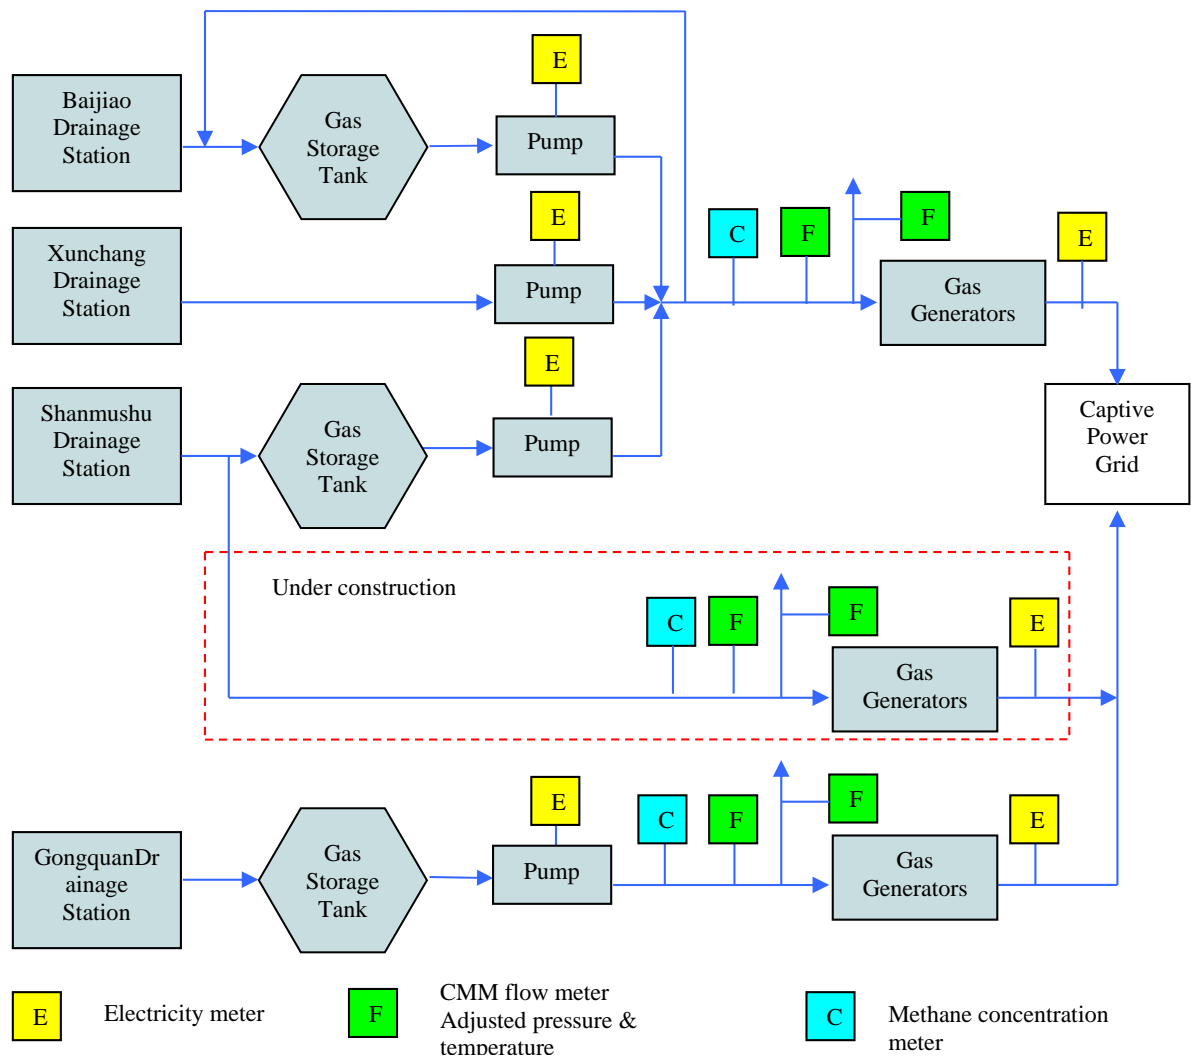 E
Baijiao
Drainage
Station
Gas
Storage
Tank
Pump
E
Xunchang
Drainage
Station
Pump
C
F
F
E
Gas
Generators
E
Shanmushu
Drainage
Station
Gas
Storage
Tank
Pump
Captive
Power
Grid
Under construction
C
F
F
E
Gas
Generators
E
C
F
F
E
GongquanDr
ainage
Station
Gas
Storage
Tank
Pump
Gas
Generators
E
Electricity meter
F
CMM flow meter
Adjusted pressure &
temperature
C
Methane concentration
meter